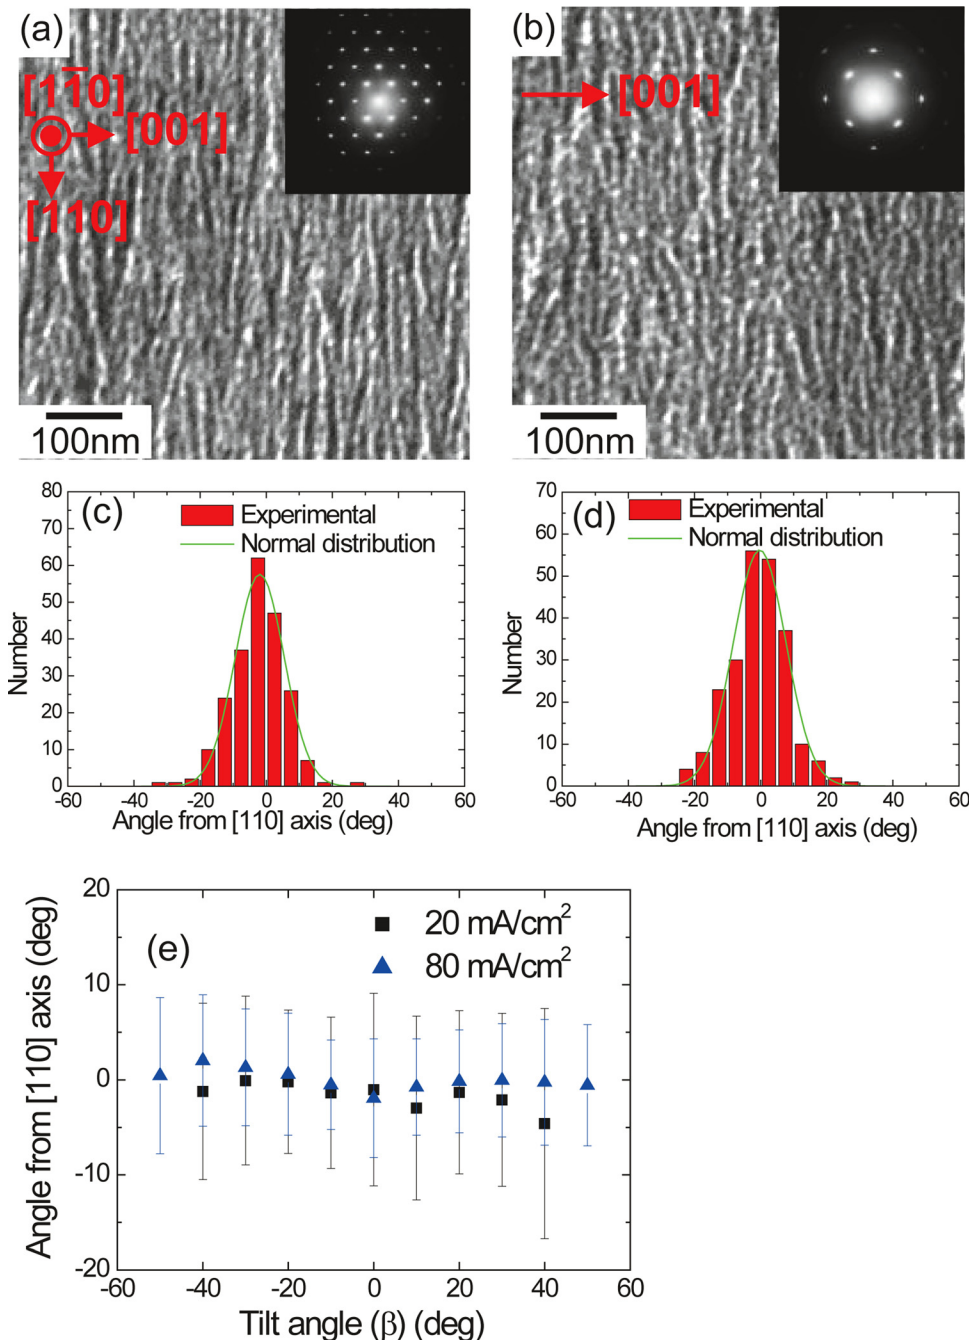 (a)
[11̅0]
[001]
[110]
100nm
(b)
[001]
100nm
(c)
Experimental
Normal distribution
80
70
60
50
40
30
20
10
0
Number
-60 -40 -20 0 20 40 60
Angle from [110] axis (deg)
(d)
Experimental
Normal distribution
70
60
50
40
30
20
10
0
Number
-60 -40 -20 0 20 40 60
Angle from [110] axis (deg)
(e)
20 mA/cm²
80 mA/cm²
20
10
0
-10
-20
Angle from [110] axis (deg)
-60 -40 -20 0 20 40 60
Tilt angle (β) (deg)